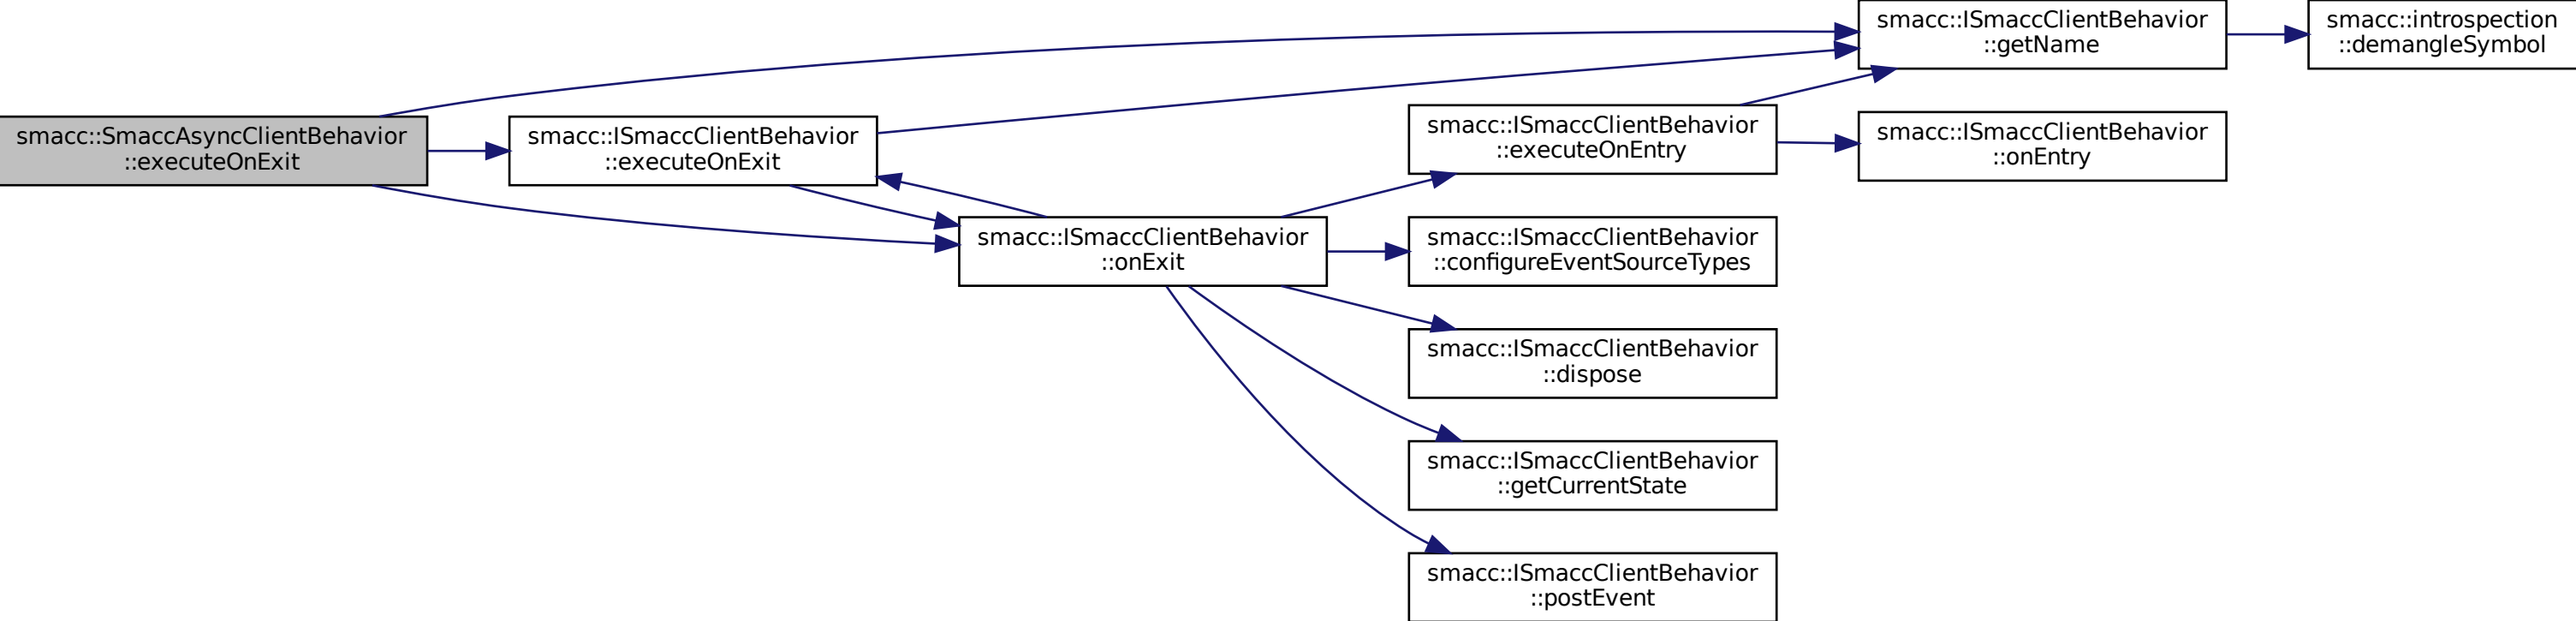 smacc::SmaccAsyncClientBehavior
::executeOnExit
smacc::ISmaccClientBehavior
::executeOnExit
smacc::ISmaccClientBehavior
::onExit
smacc::ISmaccClientBehavior
::executeOnEntry
smacc::ISmaccClientBehavior
::configureEventSourceTypes
smacc::ISmaccClientBehavior
::dispose
smacc::ISmaccClientBehavior
::getCurrentState
smacc::ISmaccClientBehavior
::postEvent
smacc::ISmaccClientBehavior
::getName
smacc::ISmaccClientBehavior
::onEntry
smacc::introspection
::demangleSymbol